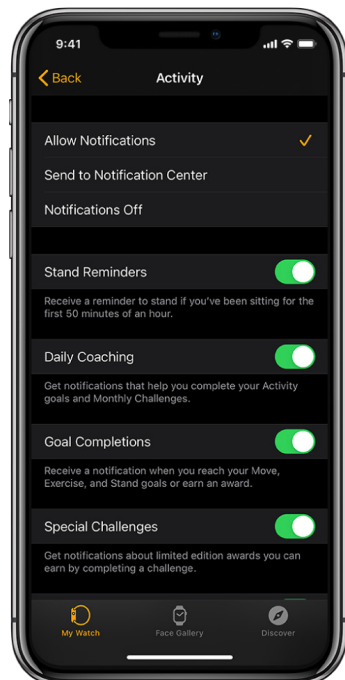 9:41
Back
Activity
Allow Notifications
Send to Notification Center
Notifications Off
Stand Reminders
Receive a reminder to stand if you've been sitting for the
first 50 minutes of an hour.
Daily Coaching
Get notifications that help you complete your Activity
goals and Monthly Challenges.
Goal Completions
Receive a notification when you reach your Move,
Exercise, and Stand goals or earn an award.
Special Challenges
Get notifications about limited edition awards you can
earn by completing a challenge.
My Watch
Face Gallery
Discover